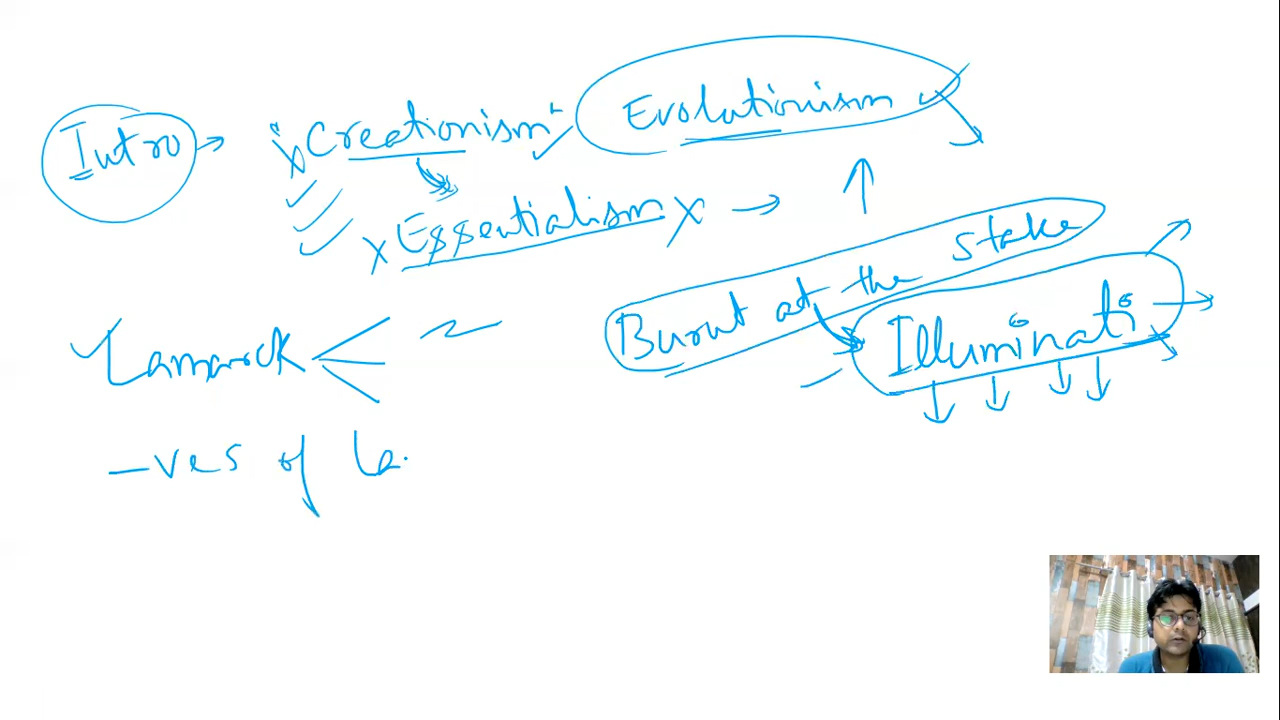 Intro → Creationism Evolutionism
Essentialism →
Burnt at the stake
Illuminati
Lamarck
-ves of La